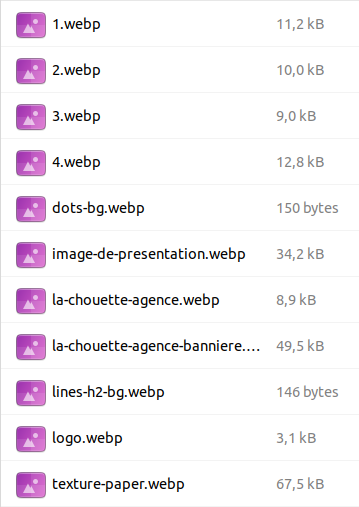 1.webp 11,2 kB
2.webp 10,0 kB
3.webp 9,0 kB
4.webp 12,8 kB
dots-bg.webp 150 bytes
image-de-presentation.webp 34,2 kB
la-chouette-agence.webp 8,9 kB
la-chouette-agence-banniere.… 49,5 kB
lines-h2-bg.webp 146 bytes
logo.webp 3,1 kB
texture-paper.webp 67,5 kB